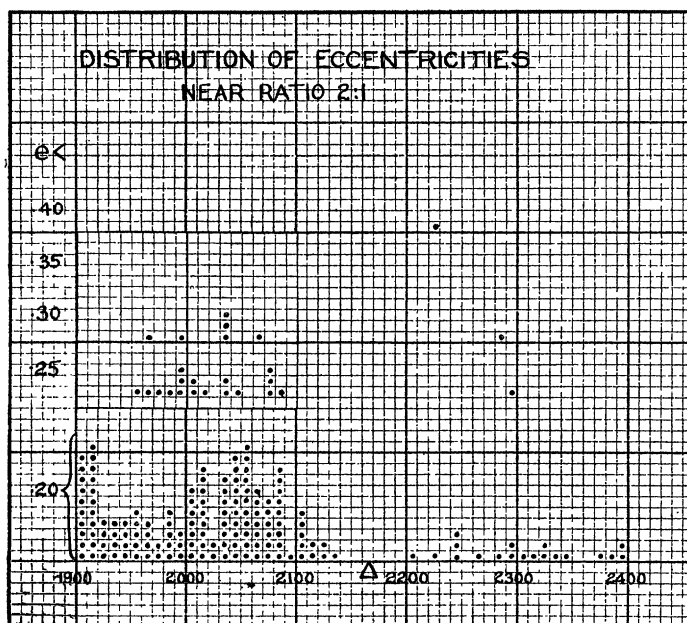 DISTRIBUTION OF ECCENTRICITIES
NEAR RATIO 2:1
e<
.40
.35
.30
.25
.20
1900 2000 2100 Δ 2200 2300 2400